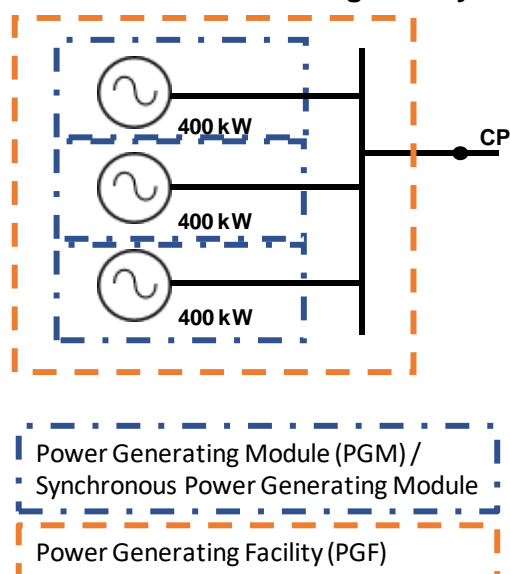 400 kW
CP
400 kW
400 kW
Power Generating Module (PGM) /
Synchronous Power Generating Module
Power Generating Facility (PGF)